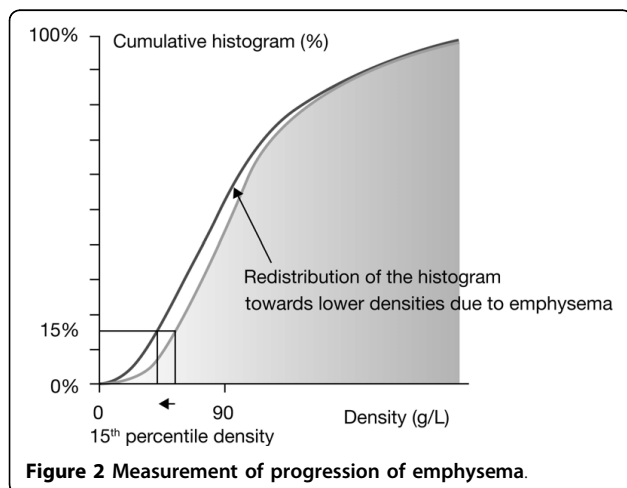 100%
Cumulative histogram (%)
Redistribution of the histogram
towards lower densities due to emphysema
15%
0%
0 90 Density (g/L)
15th percentile density
Figure 2 Measurement of progression of emphysema.